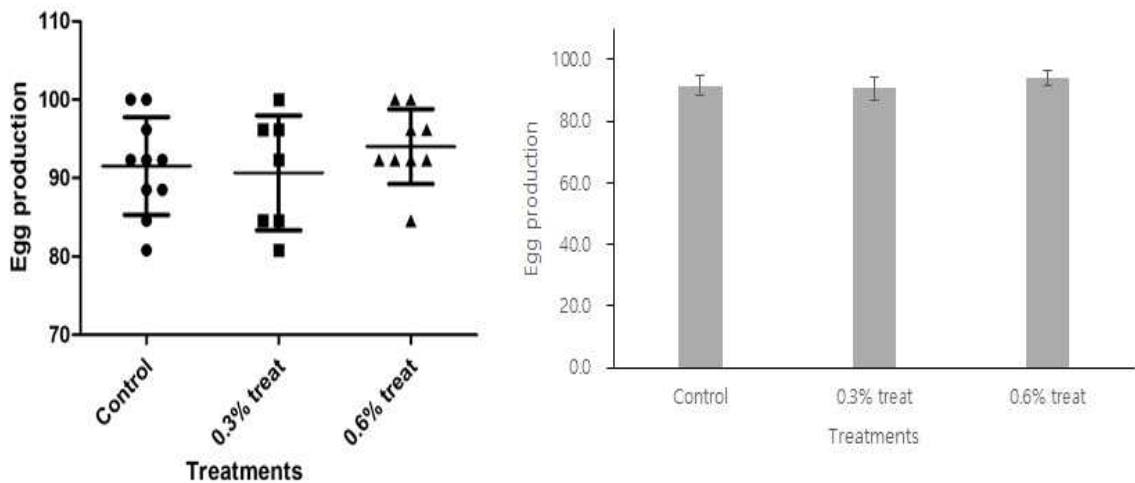 110
100
90
80
70
Egg production
Control
0.3% treat
0.6% treat
Treatments
100.0
80.0
60.0
40.0
20.0
0.0
Egg production
Control
0.3% treat
0.6% treat
Treatments